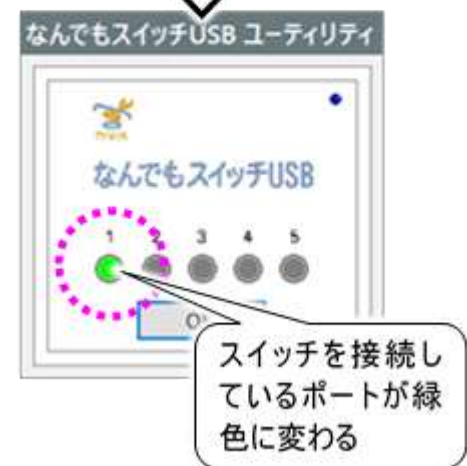 なんでもスイッチUSB ユーティリティ
なんでもスイッチUSB
1 2 3 4 5
スイッチを接続し
ているポートが緑
色に変わる